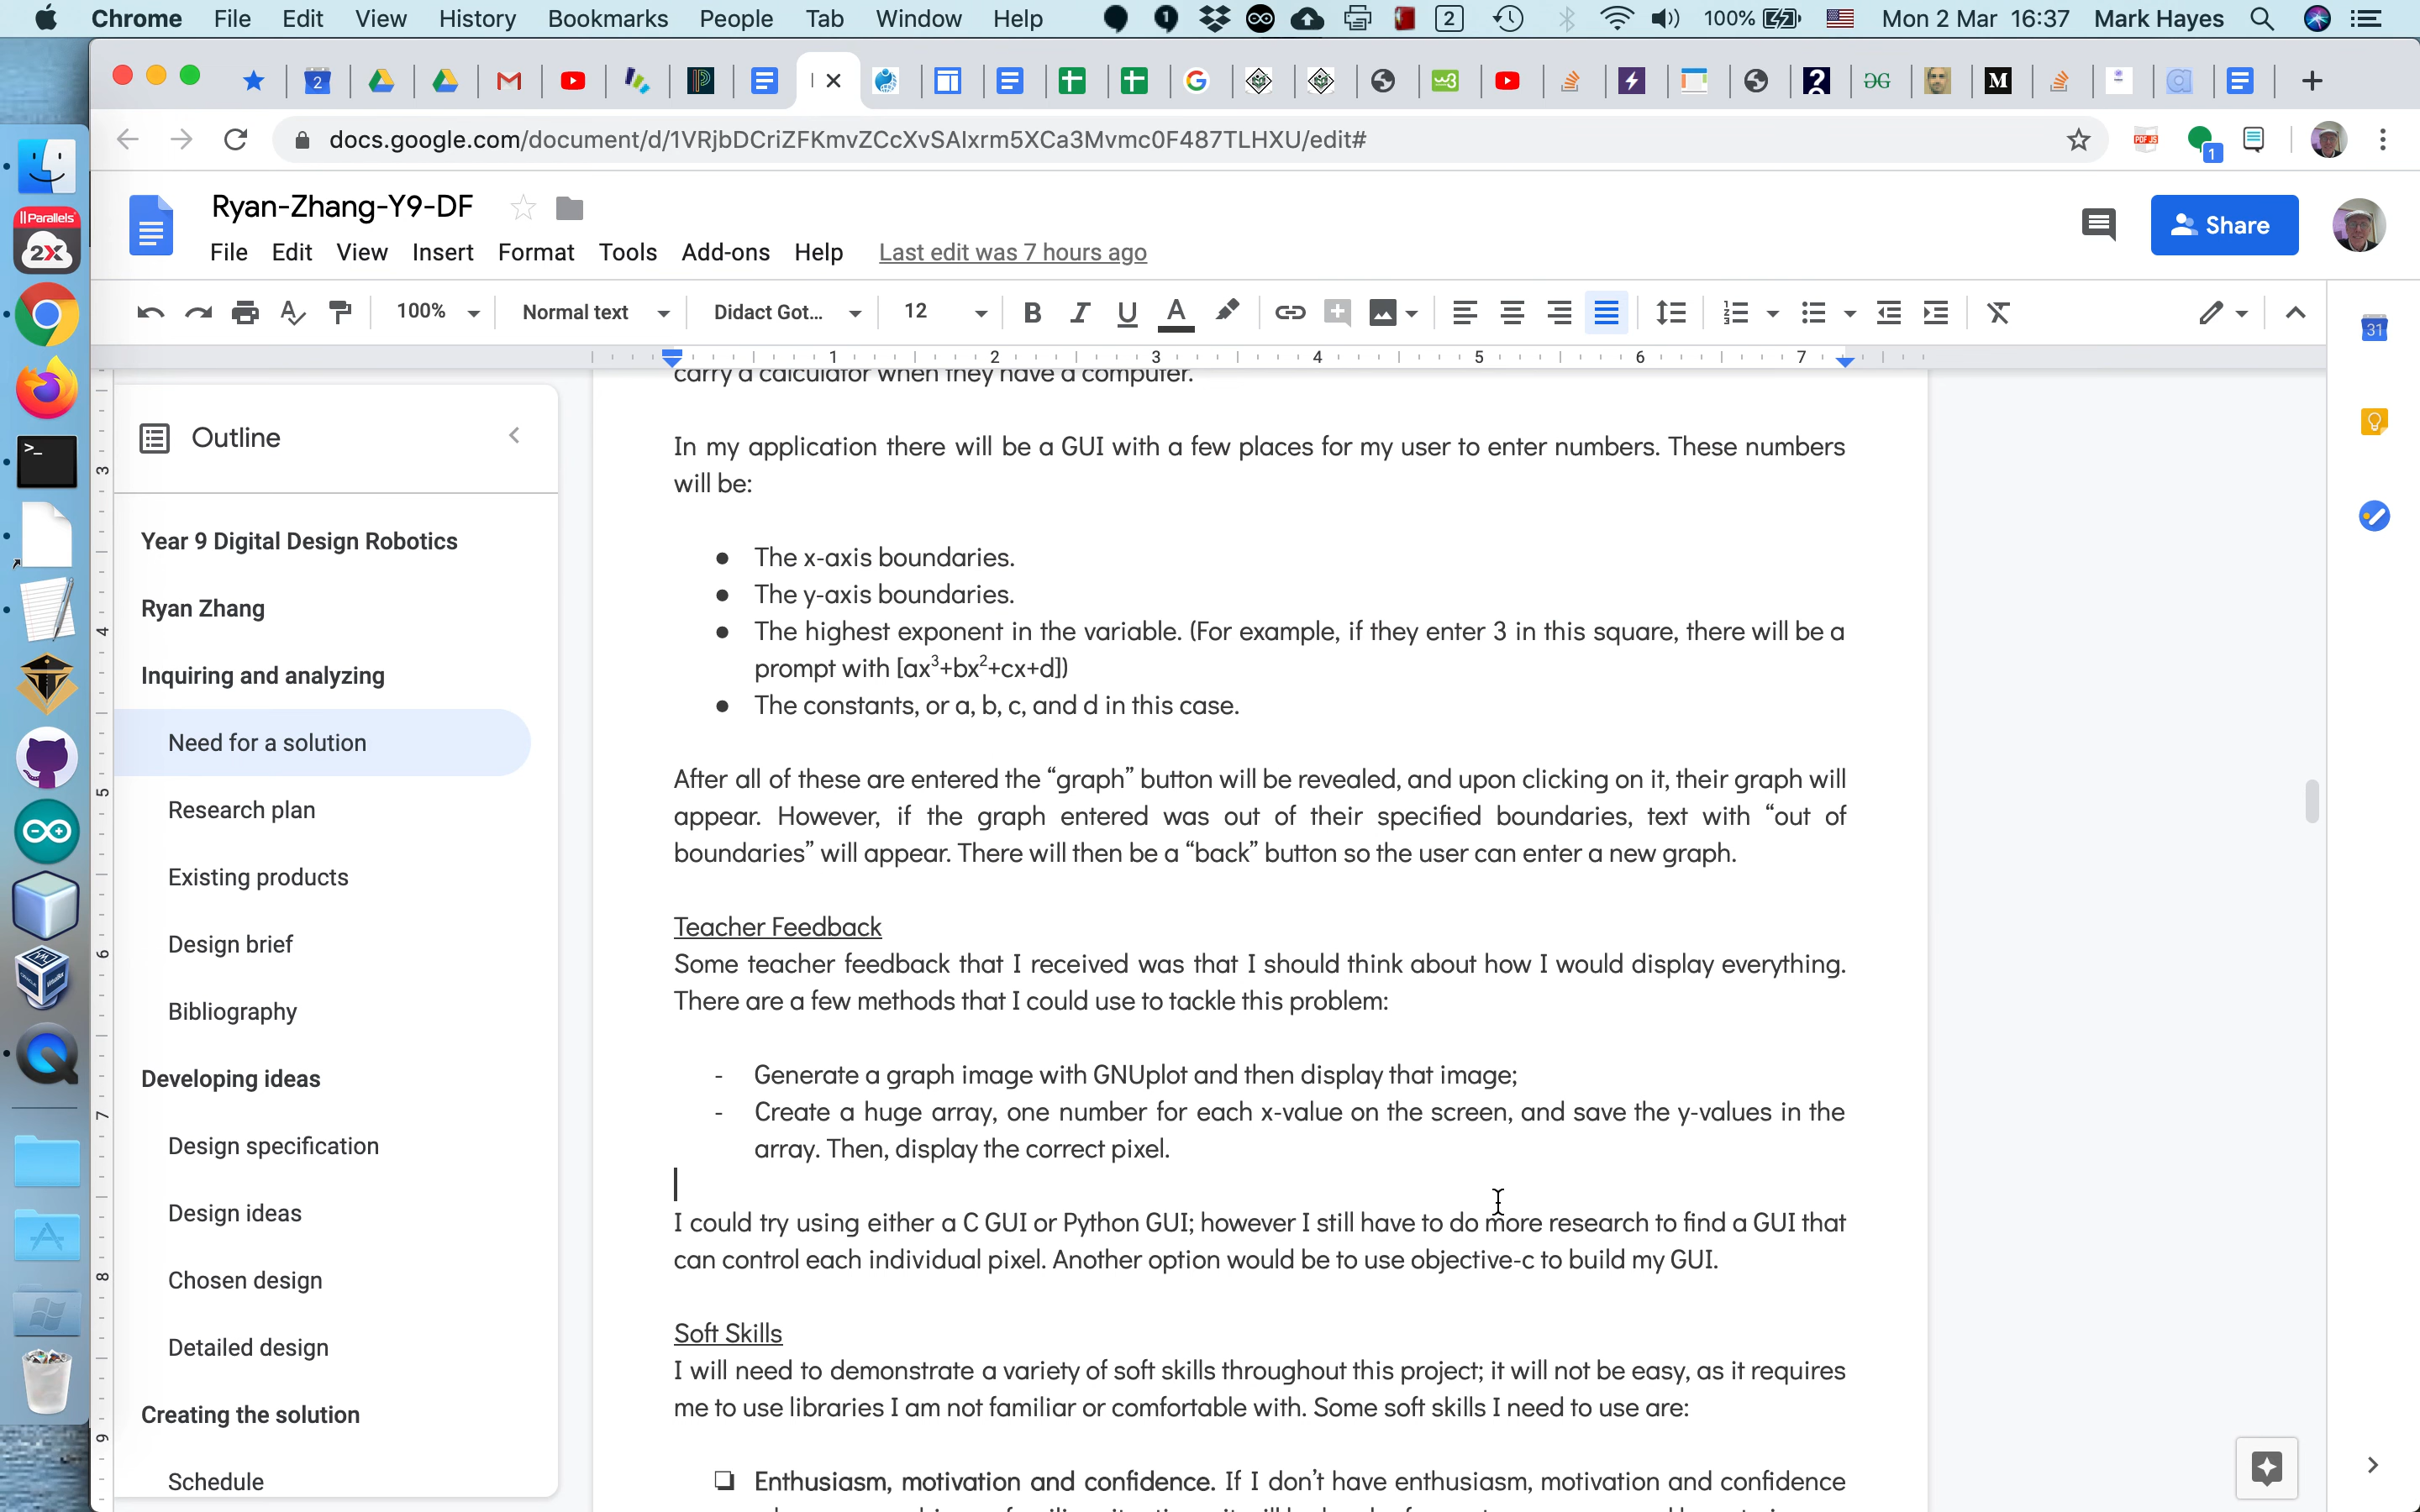 Chrome File Edit View History Bookmarks People Tab Window Help 1 2 100% Mon 2 Mar 16:37 Mark Hayes
docs.google.com/document/d/1VRjbDCriZFKmvZCcXvSAIxrm5XCa3Mvmc0F487TLHXU/edit#
Ryan-Zhang-Y9-DF
File Edit View Insert Format Tools Add-ons Help Last edit was 7 hours ago
Share
100% Normal text Didact Got... 12 B I U A
1 2 3 4 5 6 7
Outline
Year 9 Digital Design Robotics
Ryan Zhang
Inquiring and analyzing
Need for a solution
Research plan
Existing products
Design brief
Bibliography
Developing ideas
Design specification
Design ideas
Chosen design
Detailed design
Creating the solution
Schedule
carry a calculator when they have a computer.
In my application there will be a GUI with a few places for my user to enter numbers. These numbers
will be:
● The x-axis boundaries.
● The y-axis boundaries.
● The highest exponent in the variable. (For example, if they enter 3 in this square, there will be a
prompt with [ax³+bx²+cx+d])
● The constants, or a, b, c, and d in this case.
After all of these are entered the “graph” button will be revealed, and upon clicking on it, their graph will
appear. However, if the graph entered was out of their specified boundaries, text with “out of
boundaries” will appear. There will then be a “back” button so the user can enter a new graph.
Teacher Feedback
Some teacher feedback that I received was that I should think about how I would display everything.
There are a few methods that I could use to tackle this problem:
- Generate a graph image with GNUplot and then display that image;
- Create a huge array, one number for each x-value on the screen, and save the y-values in the
array. Then, display the correct pixel.
I could try using either a C GUI or Python GUI; however I still have to do more research to find a GUI that
can control each individual pixel. Another option would be to use objective-c to build my GUI.
Soft Skills
I will need to demonstrate a variety of soft skills throughout this project; it will not be easy, as it requires
me to use libraries I am not familiar or comfortable with. Some soft skills I need to use are:
❏ Enthusiasm, motivation and confidence. If I don’t have enthusiasm, motivation and confidence